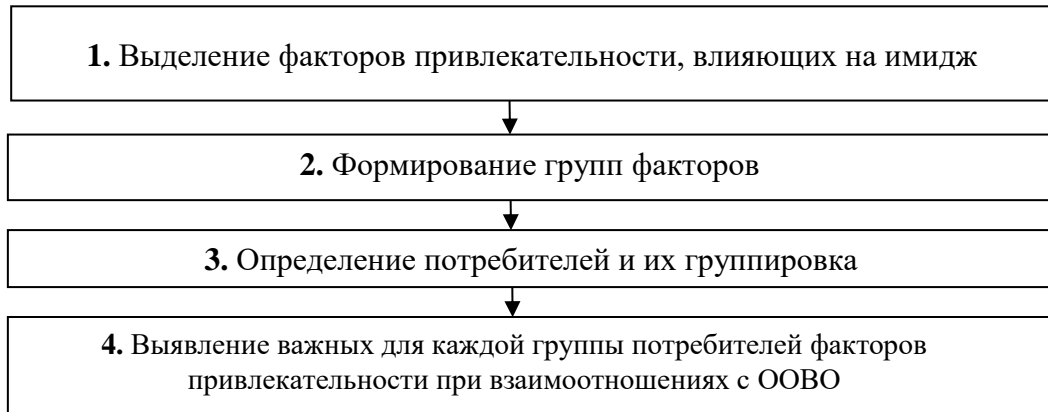 1. Выделение факторов привлекательности, влияющих на имидж
2. Формирование групп факторов
3. Определение потребителей и их группировка
4. Выявление важных для каждой группы потребителей факторов
привлекательности при взаимоотношениях с ООВО